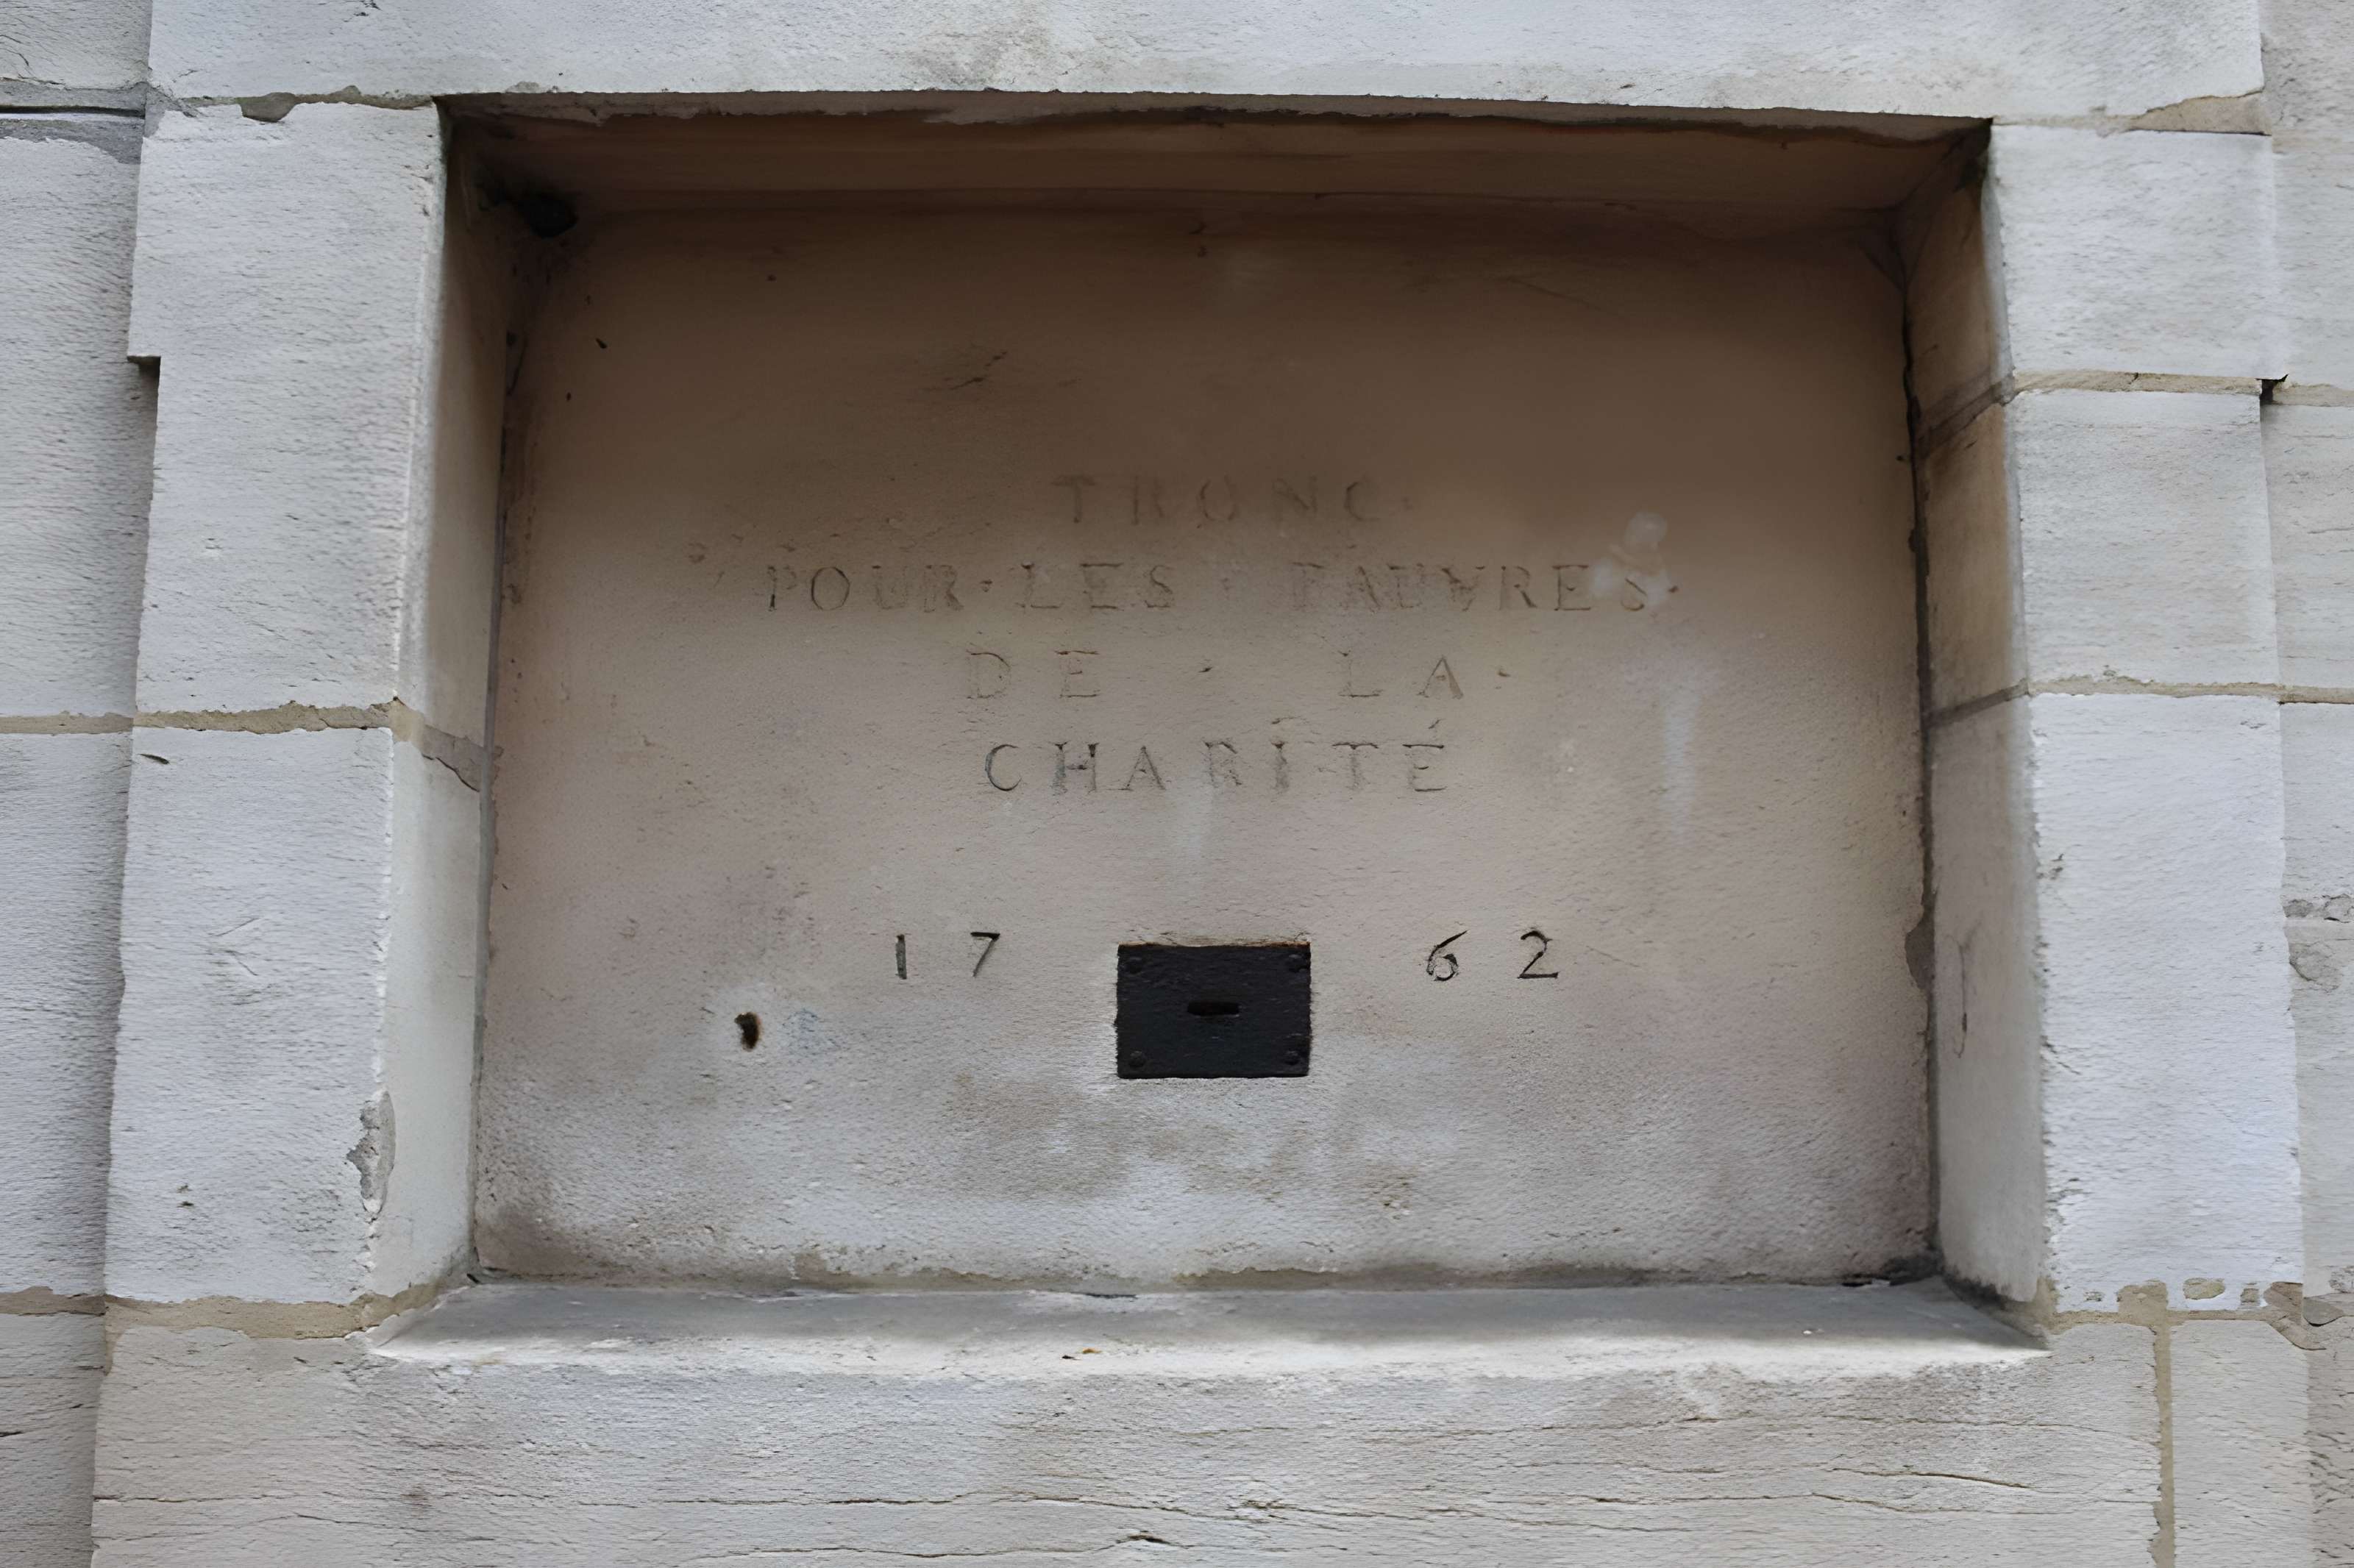 TRONC·
POUR·LES · PAUVRES·
DE · LA·
CHARITÉ
17 62